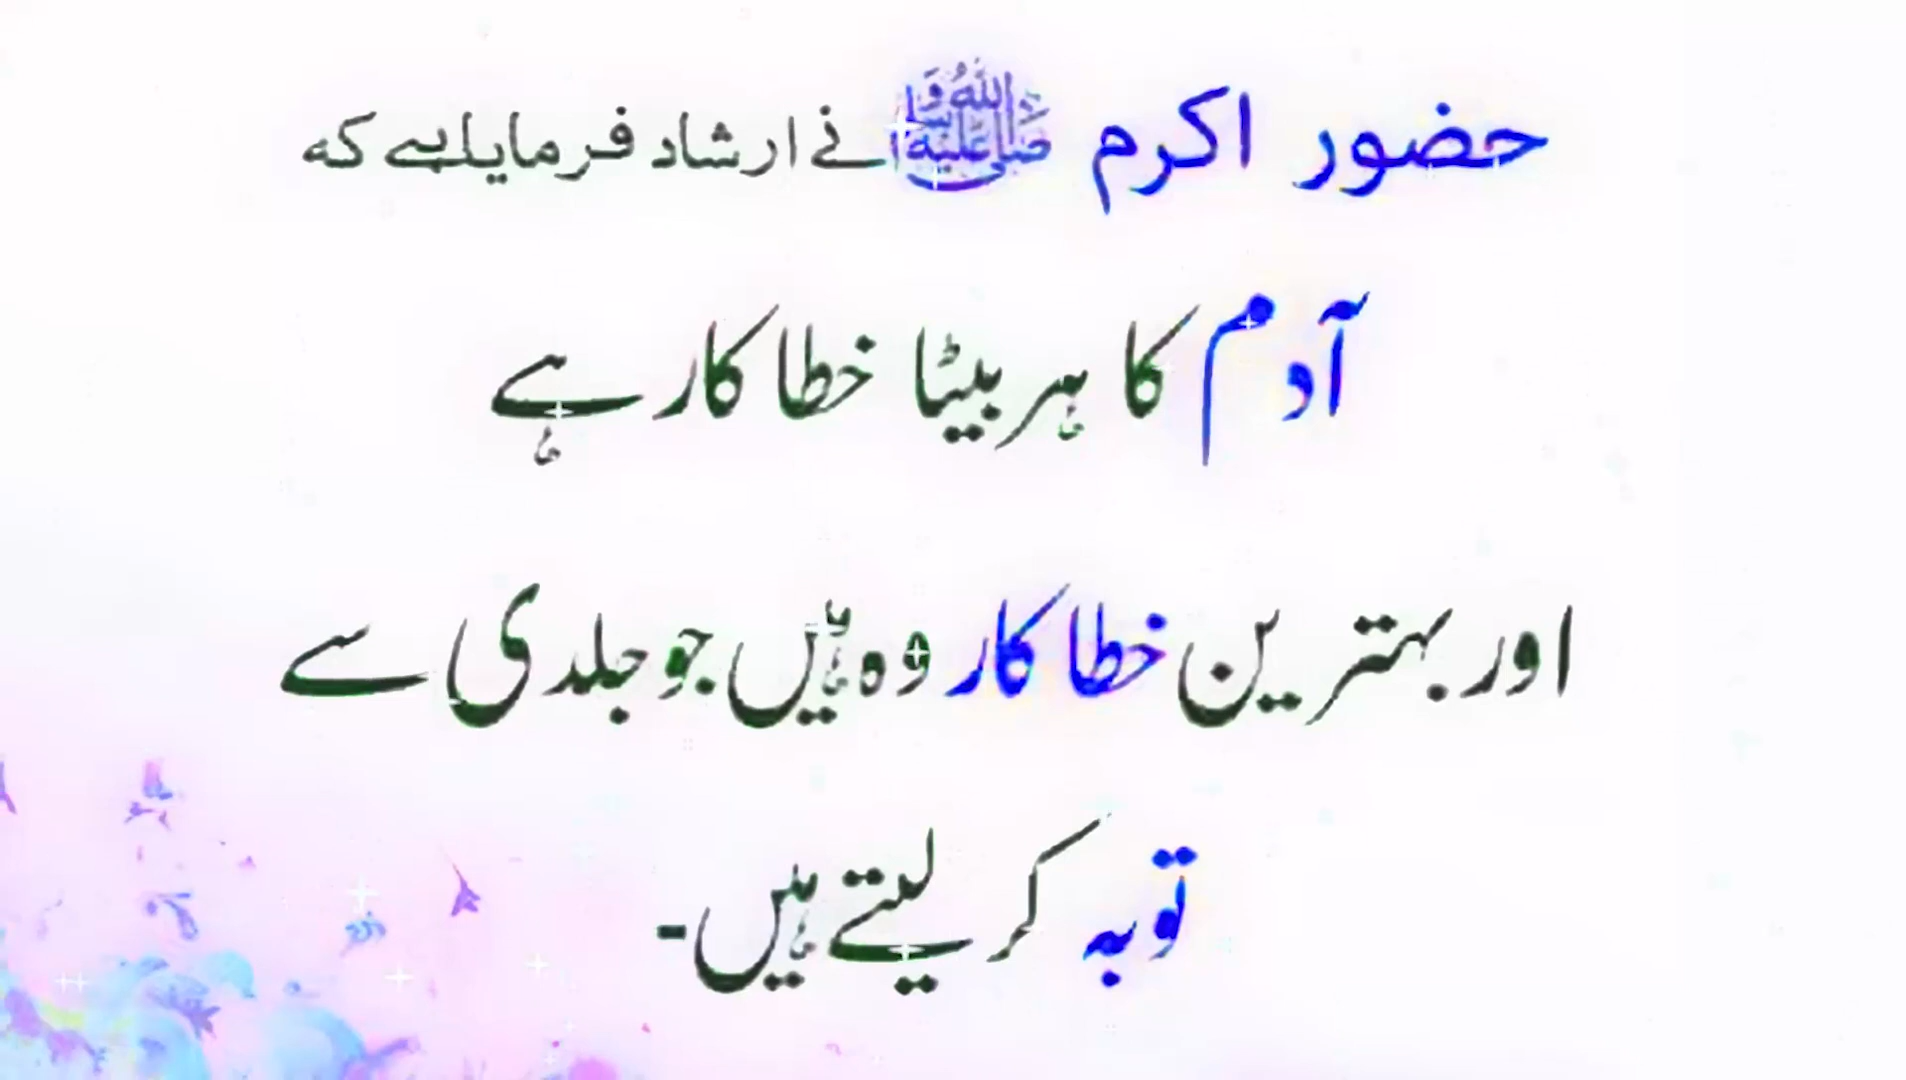 حضور اکرم ﷺ نے ارشاد فرمایا ہے کہ
آدم کا ہر بیٹا خطا کار ہے
اور بہترین خطا کار وہ ہیں جو جلدی سے
توبہ کر لیتے ہیں۔